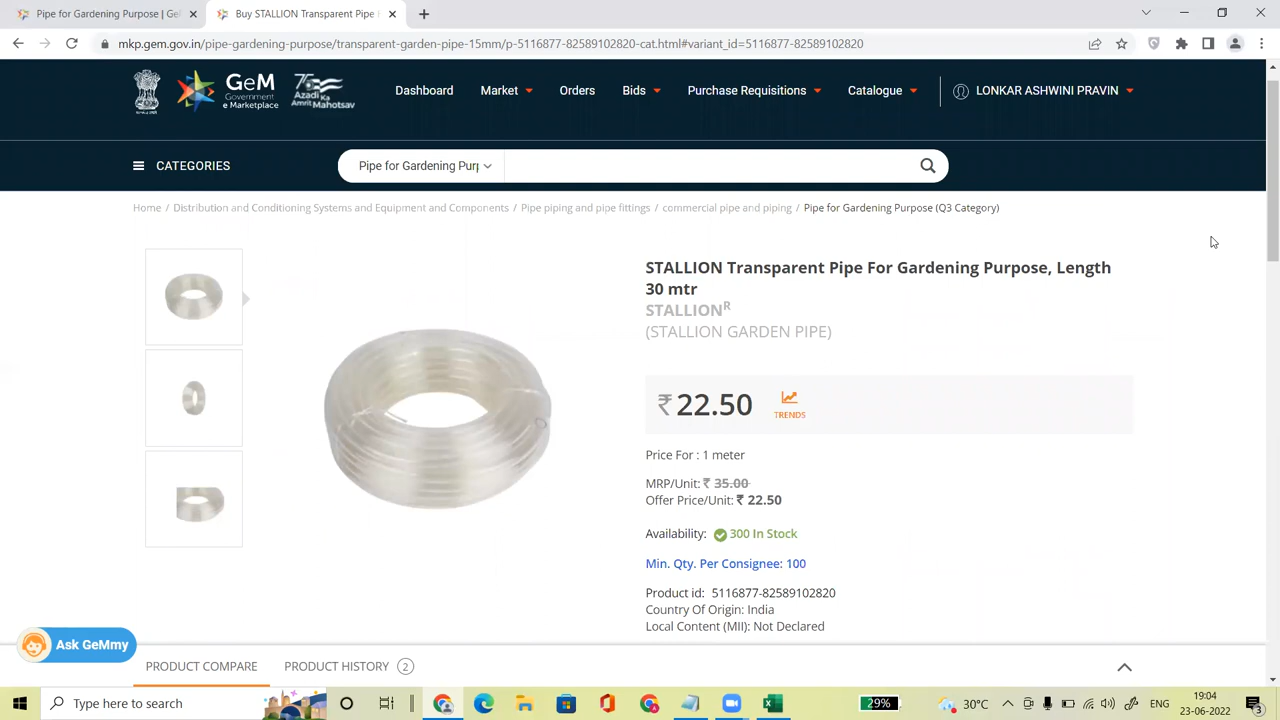 Pipe for Gardening Purpose | Ge
Buy STALLION Transparent Pipe
mkp.gem.gov.in/pipe-gardening-purpose/transparent-garden-pipe-15mm/p-5116877-82589102820-cat.html#variant_id=5116877-82589102820
GeM
Government
e Marketplace
75
Azadi Ka
Amrit Mahotsav
Dashboard
Market
Orders
Bids
Purchase Requisitions
Catalogue
LONKAR ASHWINI PRAVIN
CATEGORIES
Pipe for Gardening Pur
Home / Distribution and Conditioning Systems and Equipment and Components / Pipe piping and pipe fittings / commercial pipe and piping / Pipe for Gardening Purpose (Q3 Category)
STALLION Transparent Pipe For Gardening Purpose, Length
30 mtr
STALLION R
(STALLION GARDEN PIPE)
₹ 22.50
TRENDS
Price For : 1 meter
MRP/Unit: ₹ 35.00
Offer Price/Unit: ₹ 22.50
Availability: 300 In Stock
Min. Qty. Per Consignee: 100
Product id: 5116877-82589102820
Country Of Origin: India
Local Content (MII): Not Declared
Ask GeMmy
PRODUCT COMPARE
PRODUCT HISTORY 2
Type here to search
29%
30°C
ENG
19:04
23-06-2022
3